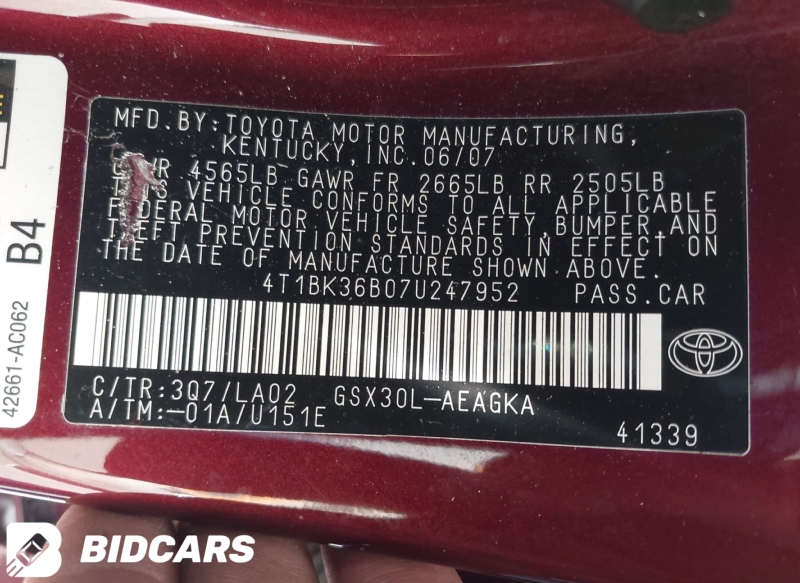 MFD.BY:TOYOTA MOTOR MANUFACTURING,
KENTUCKY,INC.06/07
4565LB GAWR FR 2665LB RR 2505LB
VEHICLE CONFORMS TO ALL APPLICABLE
FEDERAL MOTOR VEHICLE SAFETY,BUMPER,AND
THEFT PREVENTION STANDARDS IN EFFECT ON
THE DATE OF MANUFACTURE SHOWN ABOVE.
4T1BK36B07U247952 PASS.CAR
C/TR:3Q7/LA02 GSX30L-AEAGKA
A/TM:-01A/U151E
41339
B4
42661-AC062
BIDCARS